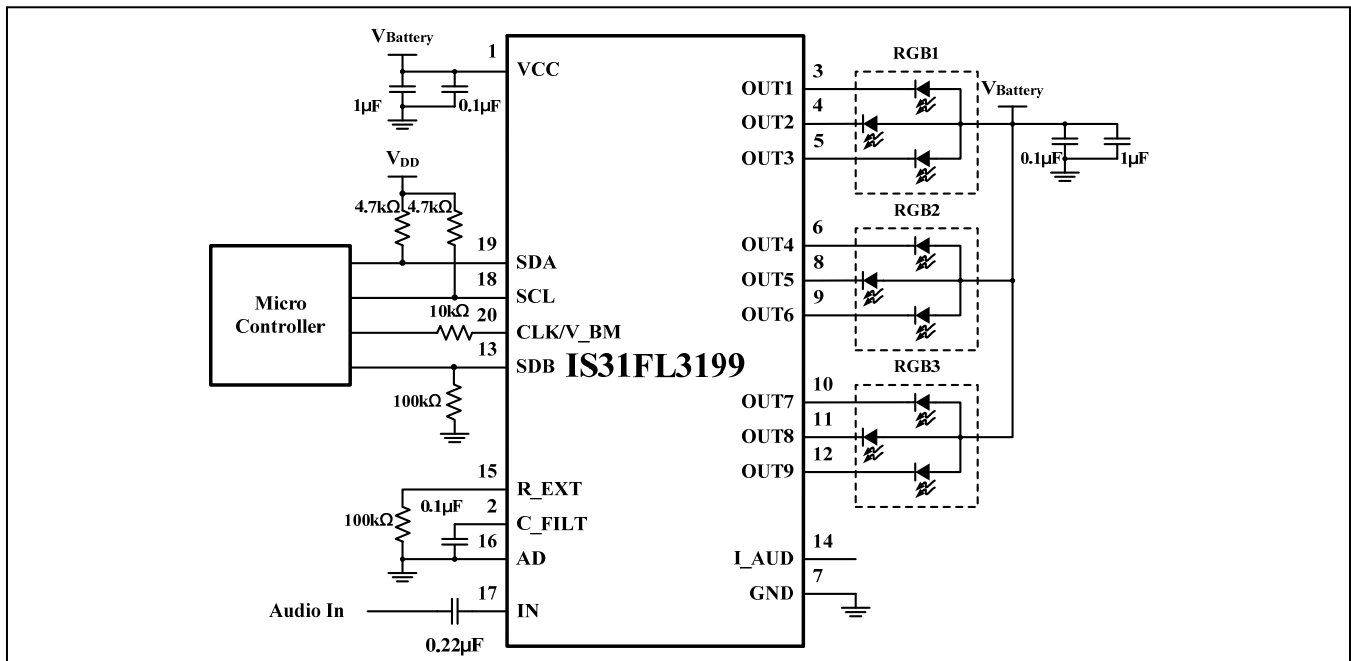 VBattery
1
VCC
1µF
0.1µF
VDD
4.7kΩ
4.7kΩ
19
SDA
18
SCL
10kΩ
20
CLK/V_BM
13
SDB
Micro
Controller
100kΩ
IS31FL3199
15
R_EXT
100kΩ
0.1µF
2
C_FILT
16
AD
17
IN
Audio In
0.22µF
RGB1
3
OUT1
4
OUT2
5
OUT3
VBattery
0.1µF
1µF
RGB2
6
OUT4
8
OUT5
9
OUT6
RGB3
10
OUT7
11
OUT8
12
OUT9
14
I_AUD
7
GND